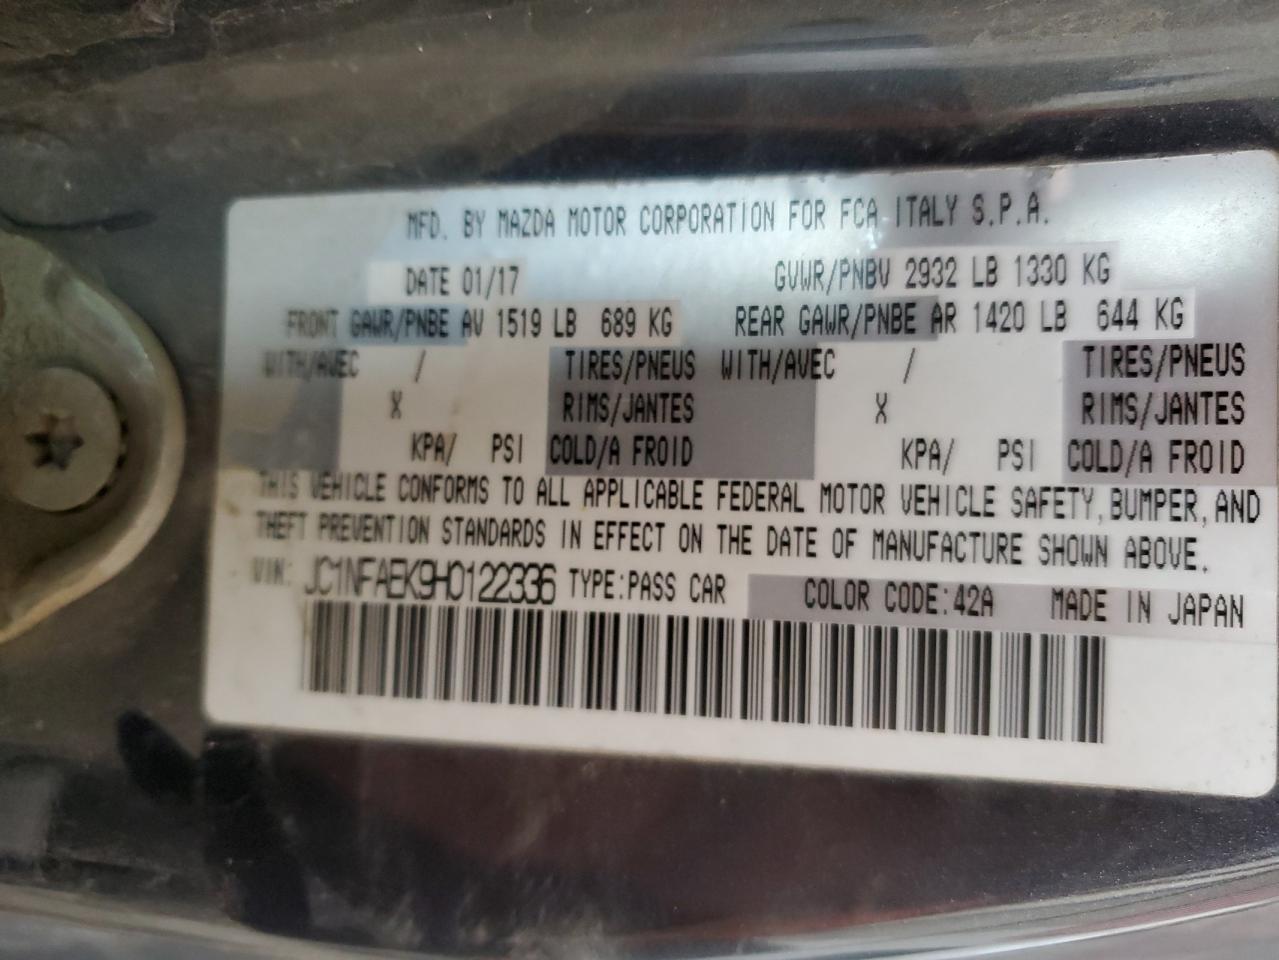 MFD. BY MAZDA MOTOR CORPORATION FOR FCA ITALY S.P.A.
DATE 01/17 GVWR/PNBV 2932 LB 1330 KG
FRONT GAWR/PNBE AV 1519 LB 689 KG REAR GAWR/PNBE AR 1420 LB 644 KG
WITH/AVEC / TIRES/PNEUS WITH/AVEC / TIRES/PNEUS
X RIMS/JANTES X RIMS/JANTES
KPA/ PSI COLD/A FROID KPA/ PSI COLD/A FROID
THIS VEHICLE CONFORMS TO ALL APPLICABLE FEDERAL MOTOR VEHICLE SAFETY, BUMPER, AND
THEFT PREVENTION STANDARDS IN EFFECT ON THE DATE OF MANUFACTURE SHOWN ABOVE.
VIN: JC1NFAEK9H0122336 TYPE:PASS CAR COLOR CODE:42A MADE IN JAPAN